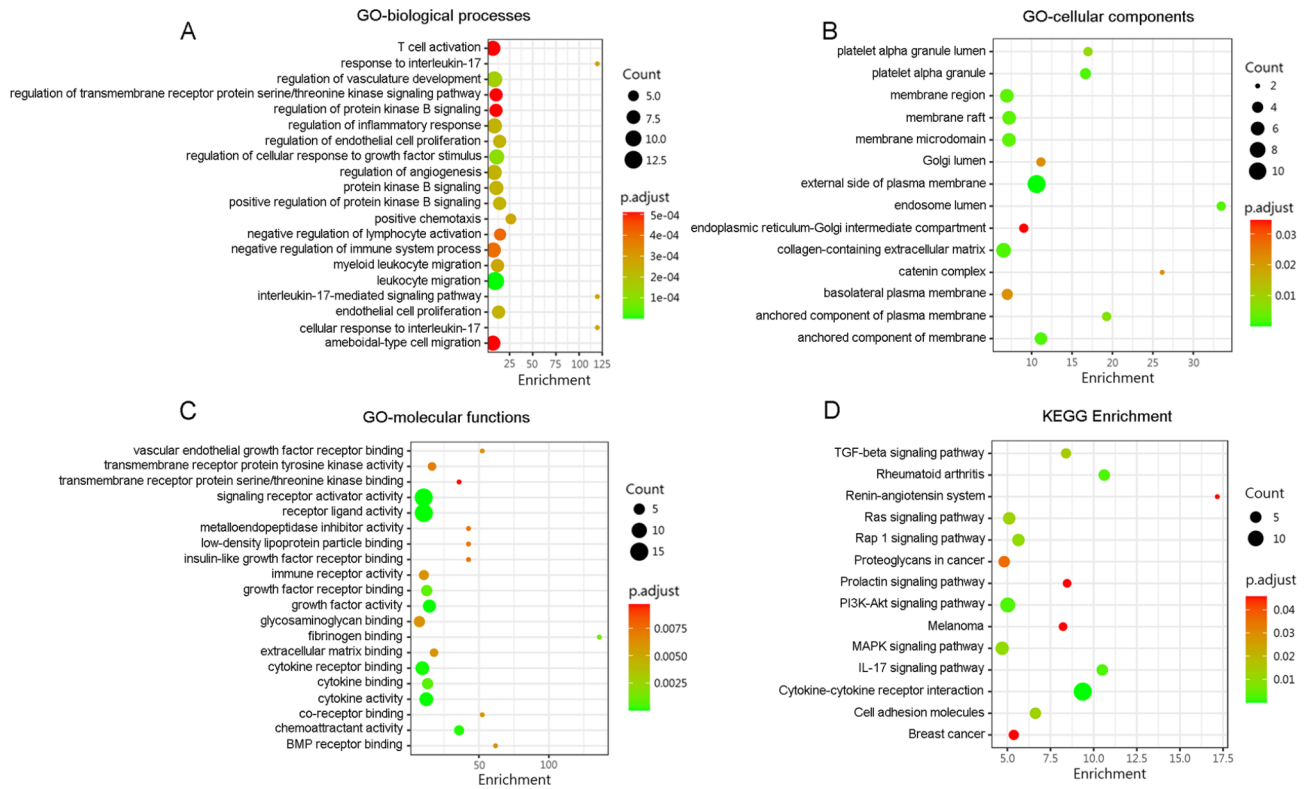 A
GO-biological processes
T cell activation
response to interleukin-17
regulation of vasculature development
regulation of transmembrane receptor protein serine/threonine kinase signaling pathway
regulation of protein kinase B signaling
regulation of inflammatory response
regulation of endothelial cell proliferation
regulation of cellular response to growth factor stimulus
regulation of angiogenesis
protein kinase B signaling
positive regulation of protein kinase B signaling
positive chemotaxis
negative regulation of lymphocyte activation
negative regulation of immune system process
myeloid leukocyte migration
leukocyte migration
interleukin-17-mediated signaling pathway
endothelial cell proliferation
cellular response to interleukin-17
ameboidal-type cell migration
25 50 75 100 125
Enrichment
Count
5.0
7.5
10.0
12.5
p.adjust
5e-04
4e-04
3e-04
2e-04
1e-04
B
GO-cellular components
platelet alpha granule lumen
platelet alpha granule
membrane region
membrane raft
membrane microdomain
Golgi lumen
external side of plasma membrane
endosome lumen
endoplasmic reticulum-Golgi intermediate compartment
collagen-containing extracellular matrix
catenin complex
basolateral plasma membrane
anchored component of plasma membrane
anchored component of membrane
10 15 20 25 30
Enrichment
Count
2
4
6
8
10
p.adjust
0.03
0.02
0.01
C
GO-molecular functions
vascular endothelial growth factor receptor binding
transmembrane receptor protein tyrosine kinase activity
transmembrane receptor protein serine/threonine kinase binding
signaling receptor activator activity
receptor ligand activity
metalloendopeptidase inhibitor activity
low-density lipoprotein particle binding
insulin-like growth factor receptor binding
immune receptor activity
growth factor receptor binding
growth factor activity
glycosaminoglycan binding
fibrinogen binding
extracellular matrix binding
cytokine receptor binding
cytokine binding
cytokine activity
co-receptor binding
chemoattractant activity
BMP receptor binding
50 100
Enrichment
Count
5
10
15
p.adjust
0.0075
0.0050
0.0025
D
KEGG Enrichment
TGF-beta signaling pathway
Rheumatoid arthritis
Renin-angiotensin system
Ras signaling pathway
Rap 1 signaling pathway
Proteoglycans in cancer
Prolactin signaling pathway
PI3K-Akt signaling pathway
Melanoma
MAPK signaling pathway
IL-17 signaling pathway
Cytokine-cytokine receptor interaction
Cell adhesion molecules
Breast cancer
5.0 7.5 10.0 12.5 15.0 17.5
Enrichment
Count
5
10
p.adjust
0.04
0.03
0.02
0.01